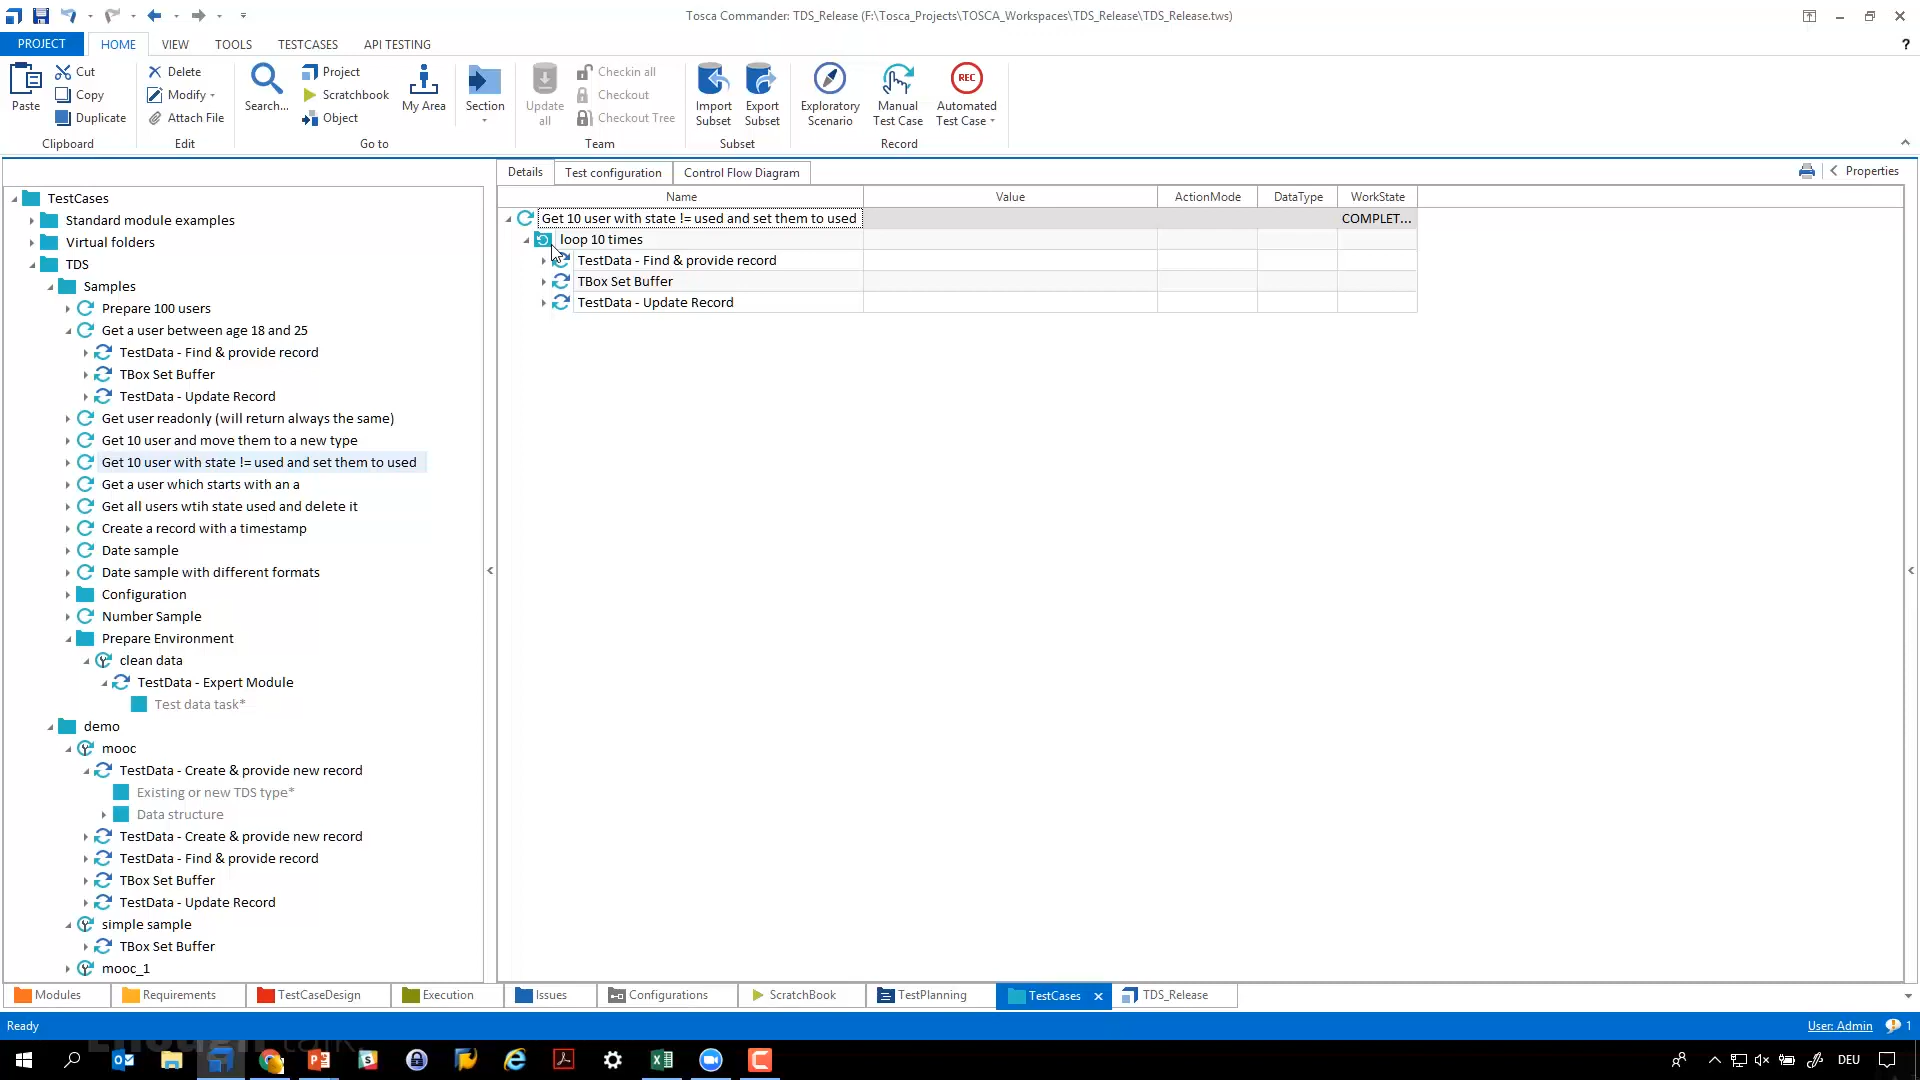 Tosca Commander: TDS_Release (F:\Tosca_Projects\TOSCA_Workspaces\TDS_Release\TDS_Release.tws)
PROJECT HOME VIEW TOOLS TESTCASES API TESTING ?
Paste
Cut
Copy
Duplicate
Clipboard
Delete
Modify
Attach File
Edit
Search...
Project
Scratchbook
Object
My Area
Go to
Section
Update all
Checkin all
Checkout
Checkout Tree
Team
Import Subset
Export Subset
Subset
Exploratory Scenario
Manual Test Case
REC
Automated Test Case
Record
TestCases
Standard module examples
Virtual folders
TDS
Samples
Prepare 100 users
Get a user between age 18 and 25
TestData - Find & provide record
TBox Set Buffer
TestData - Update Record
Get user readonly (will return always the same)
Get 10 user and move them to a new type
Get 10 user with state != used and set them to used
Get a user which starts with an a
Get all users wtih state used and delete it
Create a record with a timestamp
Date sample
Date sample with different formats
Configuration
Number Sample
Prepare Environment
clean data
TestData - Expert Module
Test data task*
demo
mooc
TestData - Create & provide new record
Existing or new TDS type*
Data structure
TestData - Create & provide new record
TestData - Find & provide record
TBox Set Buffer
TestData - Update Record
simple sample
TBox Set Buffer
mooc_1
Details Test configuration Control Flow Diagram Properties
Name Value ActionMode DataType WorkState
Get 10 user with state != used and set them to used COMPLET...
loop 10 times
TestData - Find & provide record
TBox Set Buffer
TestData - Update Record
Modules Requirements TestCaseDesign Execution Issues Configurations ScratchBook TestPlanning TestCases TDS_Release
Ready User: Admin 1
DEU